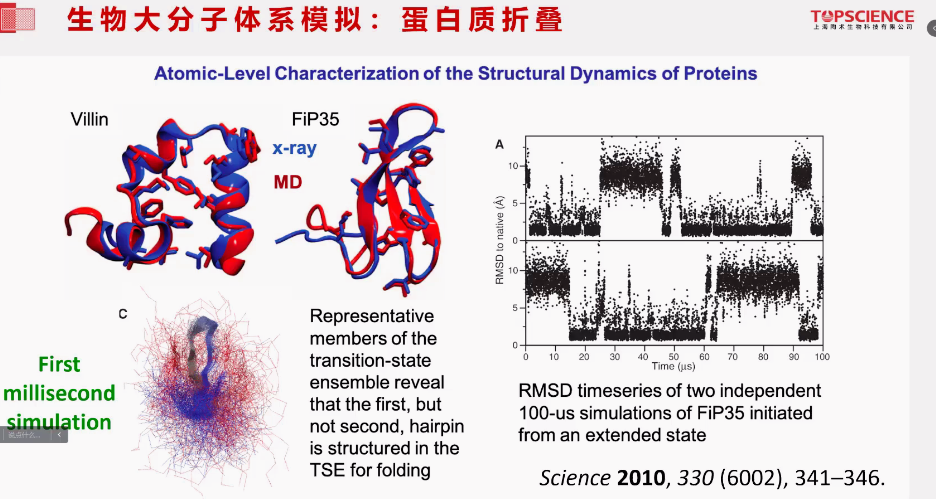 生物大分子体系模拟：蛋白质折叠
TOPSCIENCE
上海陶术生物科技有限公司
Atomic-Level Characterization of the Structural Dynamics of Proteins
Villin
FiP35
x-ray
MD
A
10
5
0
10
5
0
RMSD to native (Å)
0 10 20 30 40 50 60 70 80 90 100
Time (μs)
C
First
millisecond
simulation
Representative
members of the
transition-state
ensemble reveal
that the first, but
not second, hairpin
is structured in the
TSE for folding
RMSD timeseries of two independent
100-us simulations of FiP35 initiated
from an extended state
Science 2010, 330 (6002), 341–346.